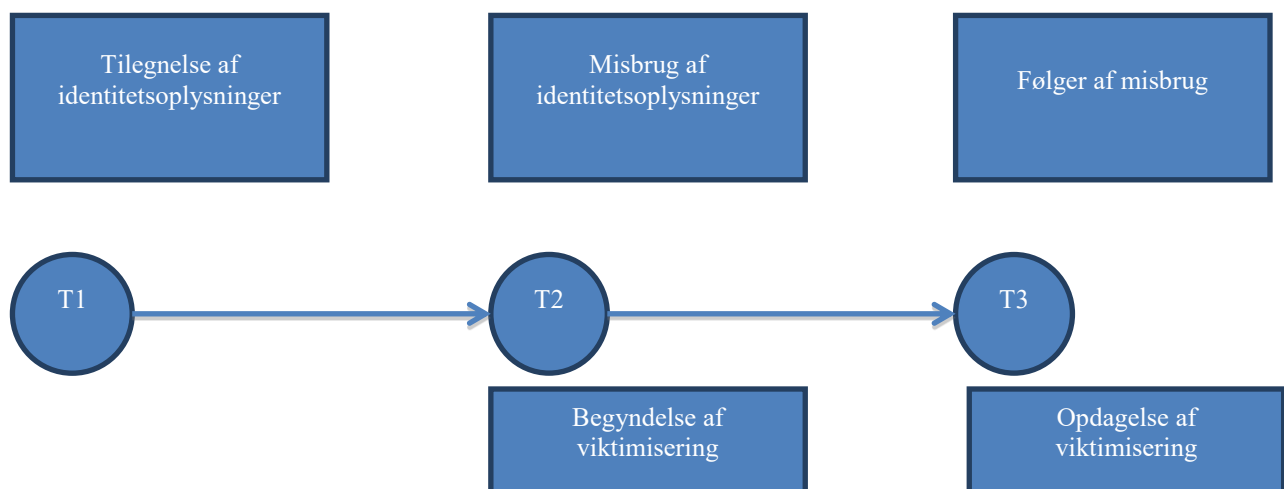 Tilegnelse af
identitetsoplysninger
Misbrug af
identitetsoplysninger
Følger af misbrug
T1
T2
T3
Begyndelse af
viktimisering
Opdagelse af
viktimisering